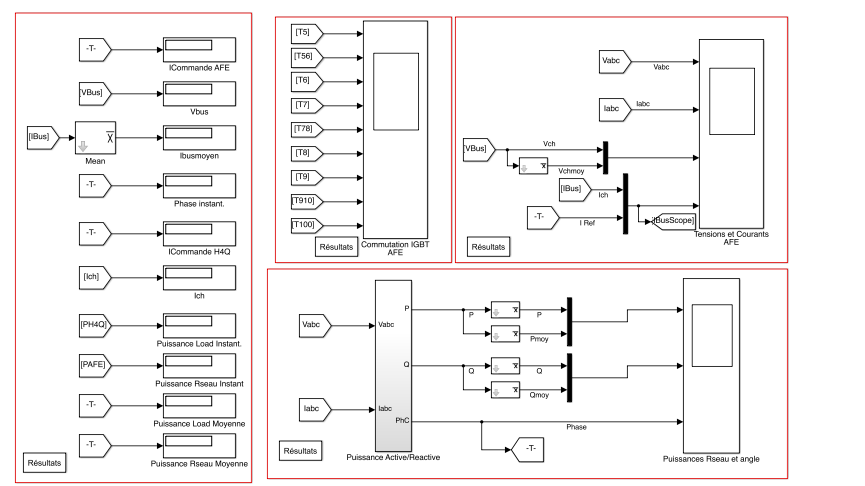 -T-
ICommande AFE
[VBus]
Vbus
[IBus]
x
Mean
Ibusmoyen
-T-
Phase instant.
-T-
ICommande H4Q
[Ich]
Ich
[PH4Q]
Puissance Load Instant.
[PAFE]
Puissance Rseau Instant
-T-
Puissance Load Moyenne
-T-
Puissance Rseau Moyenne
Résultats
[T5]
[T56]
[T6]
[T7]
[T78]
[T8]
[T9]
[T910]
[T100]
Résultats
Commutation IGBT
AFE
Vabc
Vabc
Iabc
Iabc
[VBus]
Vch
x
Vchmoy
[IBus]
Ich
-T-
I Ref
[IBusScope]
Tensions et Courants
AFE
Résultats
Vabc
Iabc
Vabc
Iabc
P
Q
PhC
Puissance Active/Reactive
P
x
P
x
Pmoy
Q
x
Q
x
Qmoy
Phase
-T-
Puissances Rseau et angle
Résultats